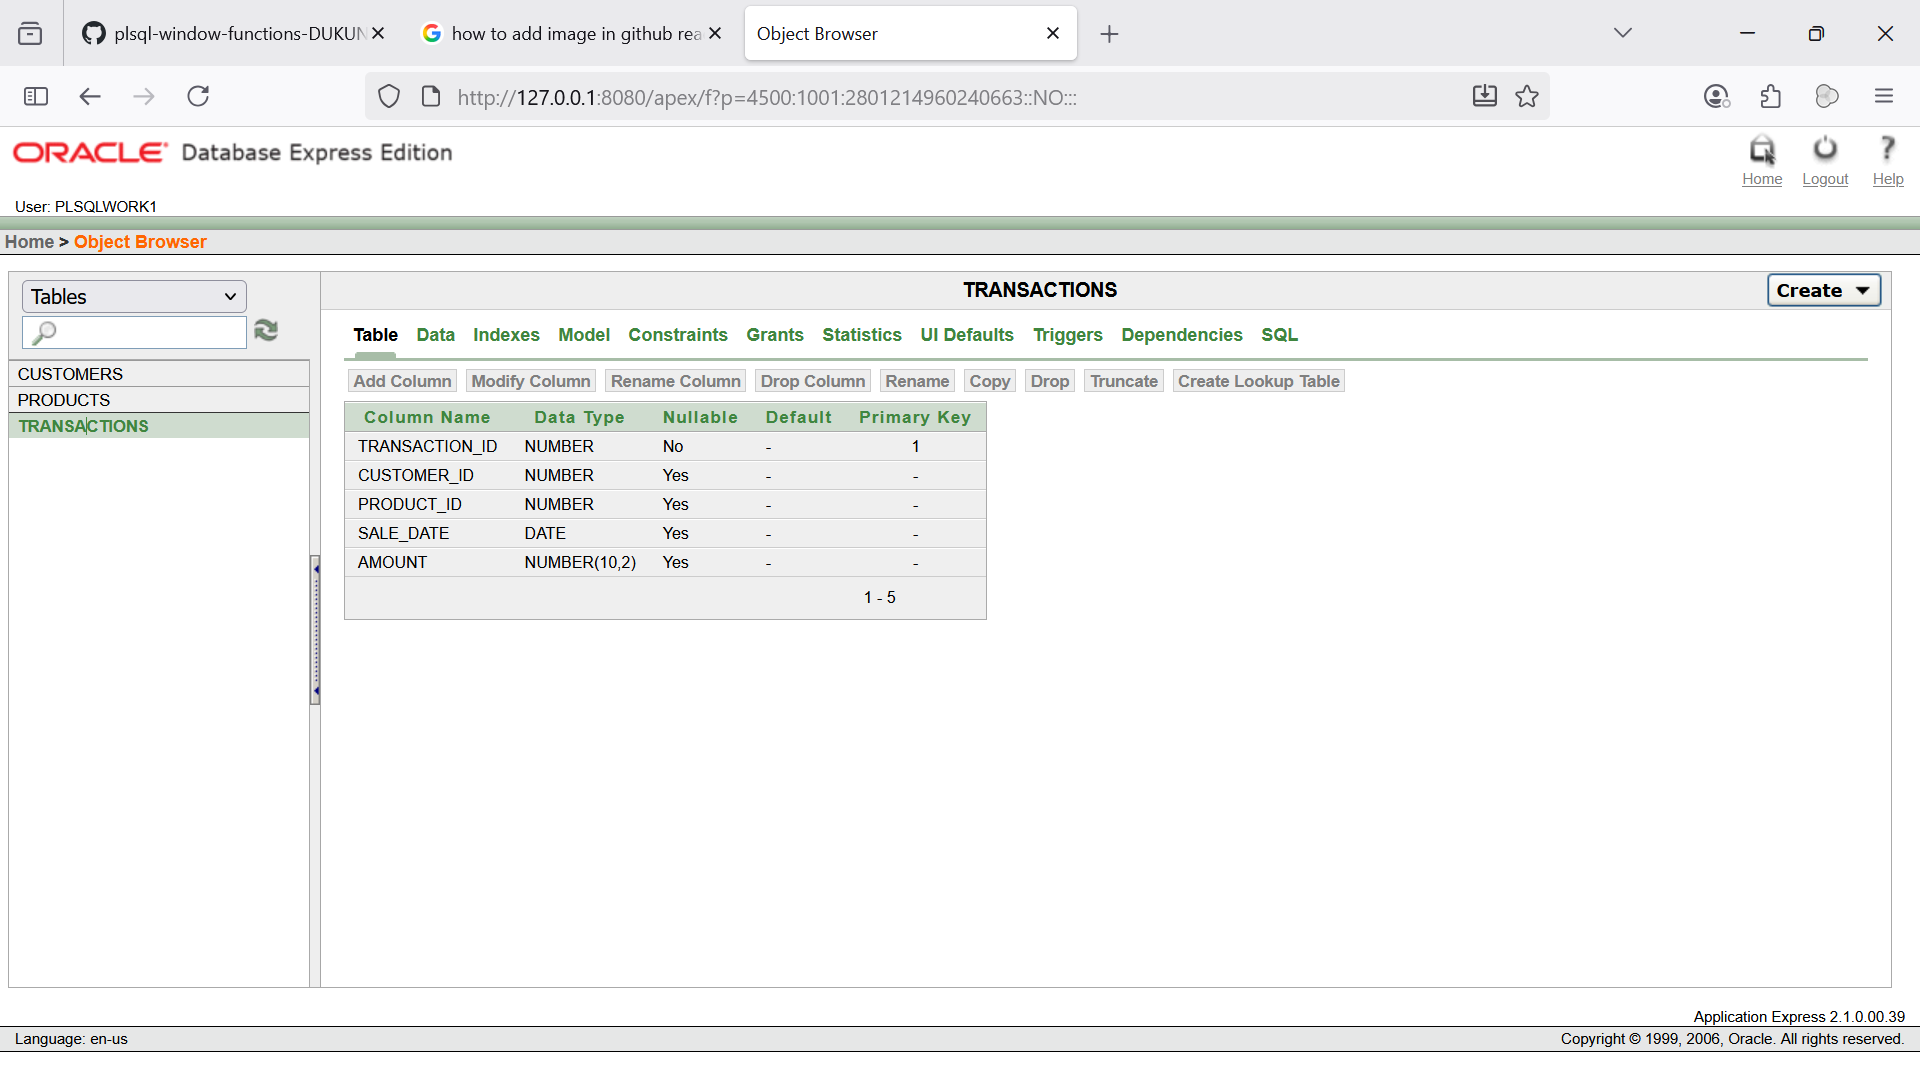 plsql-window-functions-DUKUN
how to add image in github rea
Object Browser
http://127.0.0.1:8080/apex/f?p=4500:1001:2801214960240663::NO:::
ORACLE Database Express Edition
Home Logout Help
User: PLSQLWORK1
Home > Object Browser
Tables
CUSTOMERS
PRODUCTS
TRANSACTIONS
TRANSACTIONS
Create
Table Data Indexes Model Constraints Grants Statistics UI Defaults Triggers Dependencies SQL
Add Column Modify Column Rename Column Drop Column Rename Copy Drop Truncate Create Lookup Table
Column Name Data Type Nullable Default Primary Key
TRANSACTION_ID NUMBER No - 1
CUSTOMER_ID NUMBER Yes - -
PRODUCT_ID NUMBER Yes - -
SALE_DATE DATE Yes - -
AMOUNT NUMBER(10,2) Yes - -
1 - 5
Application Express 2.1.0.00.39
Language: en-us
Copyright © 1999, 2006, Oracle. All rights reserved.